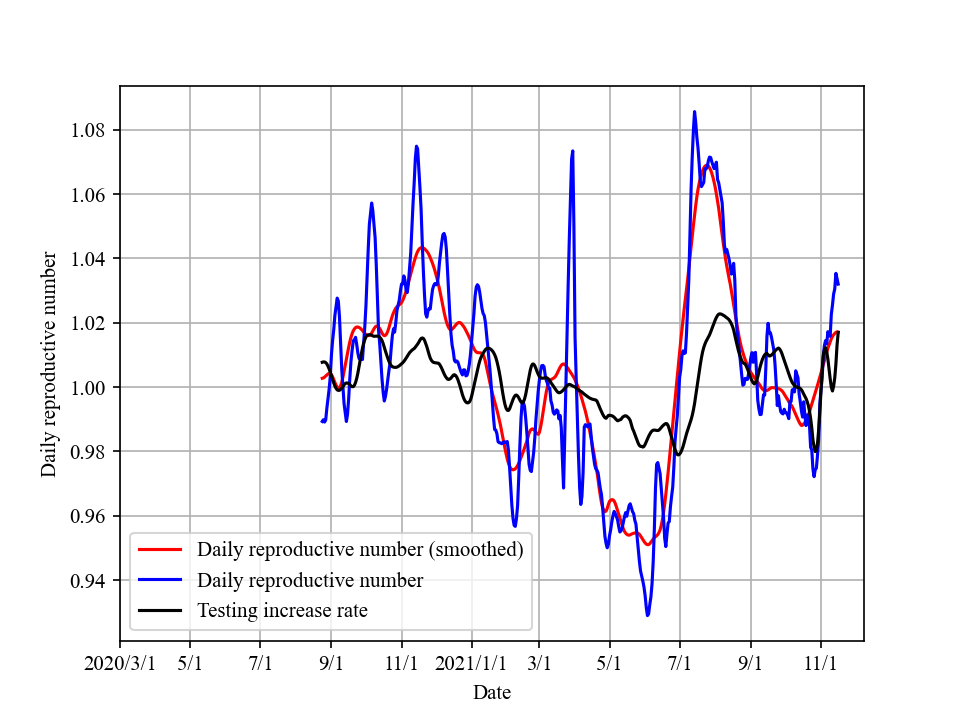 1.08
1.06
1.04
1.02
1.00
0.98
0.96
0.94
Daily reproductive number
Daily reproductive number (smoothed)
Daily reproductive number
Testing increase rate
2020/3/1 5/1 7/1 9/1 11/1 2021/1/1 3/1 5/1 7/1 9/1 11/1
Date